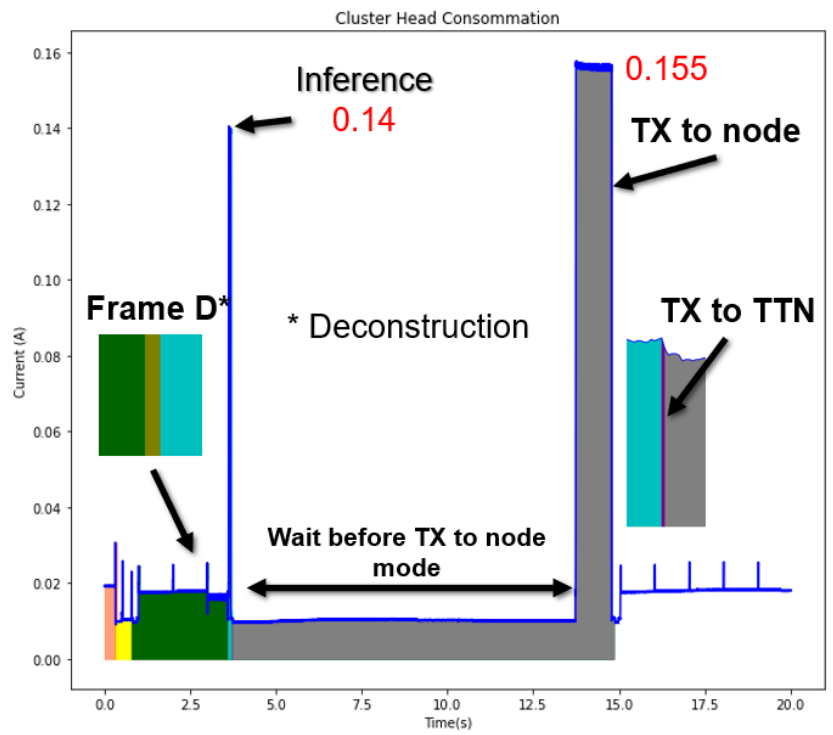 Cluster Head Consommation
0.16
0.14
0.12
0.10
0.08
0.06
0.04
0.02
0.00
Current (A)
Inference
0.14
0.155
TX to node
Frame D*
* Deconstruction
TX to TTN
Wait before TX to node
mode
0.0 2.5 5.0 7.5 10.0 12.5 15.0 17.5 20.0
Time(s)